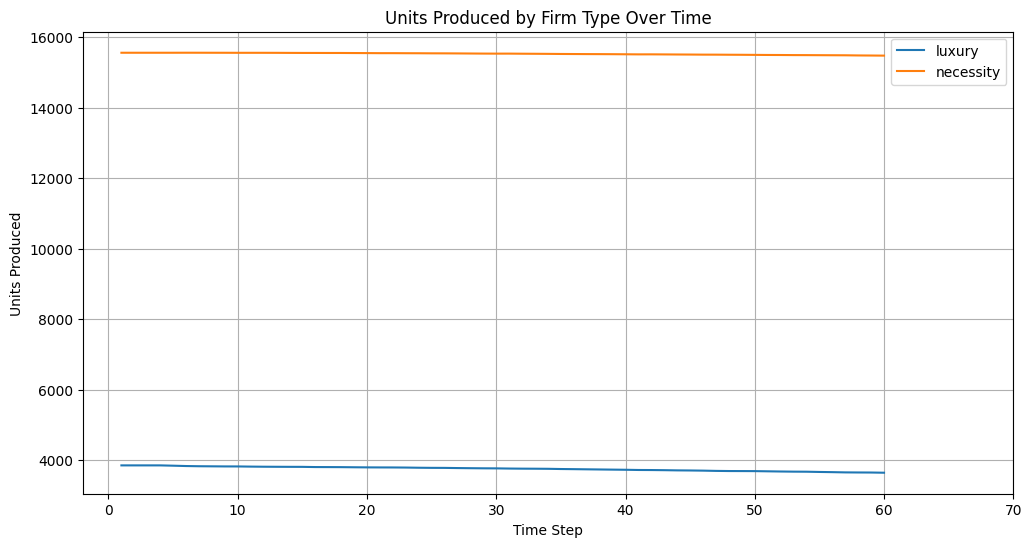 Units Produced by Firm Type Over Time
luxury
necessity
Units Produced
16000
14000
12000
10000
8000
6000
4000
0 10 20 30 40 50 60 70
Time Step